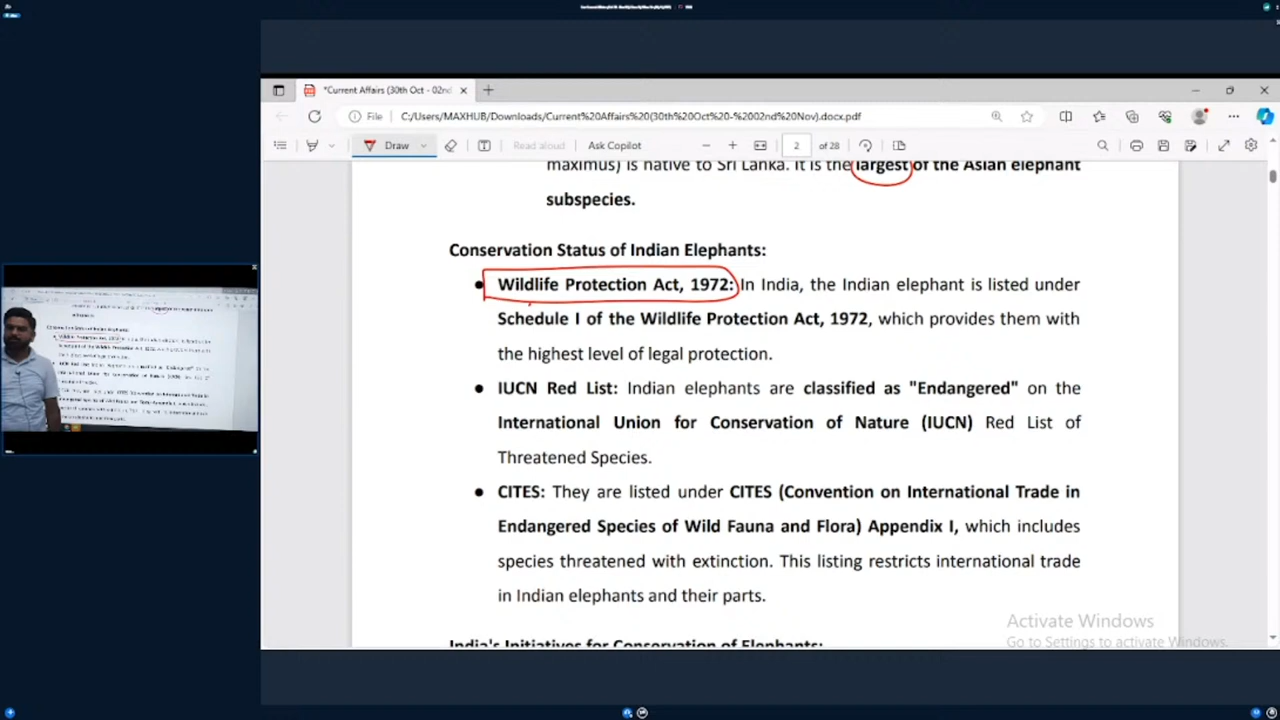 *Current Affairs (30th Oct - 02nd
File
C:/Users/MAXHUB/Downloads/Current%20Affairs%20(30th%20Oct%20-%2002nd%20Nov).docx.pdf
Draw
Read aloud
Ask Copilot
2
of 28
maximus) is native to Sri Lanka. It is the largest of the Asian elephant
subspecies.
Conservation Status of Indian Elephants:
● Wildlife Protection Act, 1972: In India, the Indian elephant is listed under
Schedule I of the Wildlife Protection Act, 1972, which provides them with
the highest level of legal protection.
● IUCN Red List: Indian elephants are classified as "Endangered" on the
International Union for Conservation of Nature (IUCN) Red List of
Threatened Species.
● CITES: They are listed under CITES (Convention on International Trade in
Endangered Species of Wild Fauna and Flora) Appendix I, which includes
species threatened with extinction. This listing restricts international trade
in Indian elephants and their parts.
India's Initiatives for Conservation of Elephants:
Activate Windows
Go to Settings to activate Windows.